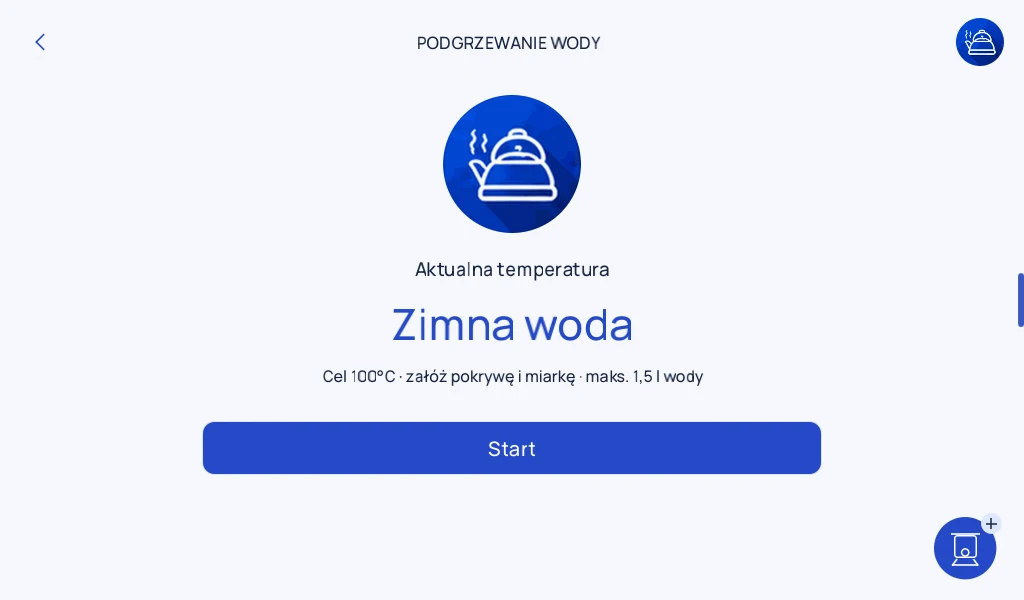 PODGRZEWANIE WODY
Aktualna temperatura
Zimna woda
Cel 100°C · załóż pokrywę i miarkę · maks. 1,5 l wody
Start